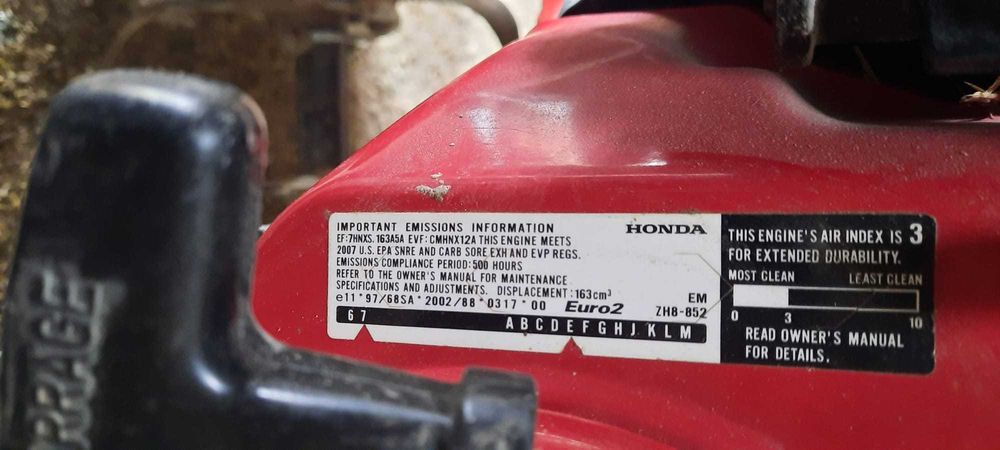 IMPORTANT EMISSIONS INFORMATION HONDA
EF:7HNXS.163A5A EVF:CMHNX12A THIS ENGINE MEETS
2007 U.S. EPA SNRE AND CARB SORE EXH AND EVP REGS.
EMISSIONS COMPLIANCE PERIOD:500 HOURS
REFER TO THE OWNER'S MANUAL FOR MAINTENANCE
SPECIFICATIONS AND ADJUSTMENTS. DISPLACEMENT:163cm³
e11*97/68SA*2002/88*0317*00 Euro2
EM
ZH8-852
6 7 A B C D E F G H J K L M
THIS ENGINE'S AIR INDEX IS 3
FOR EXTENDED DURABILITY.
MOST CLEAN LEAST CLEAN
0 3 10
READ OWNER'S MANUAL
FOR DETAILS.